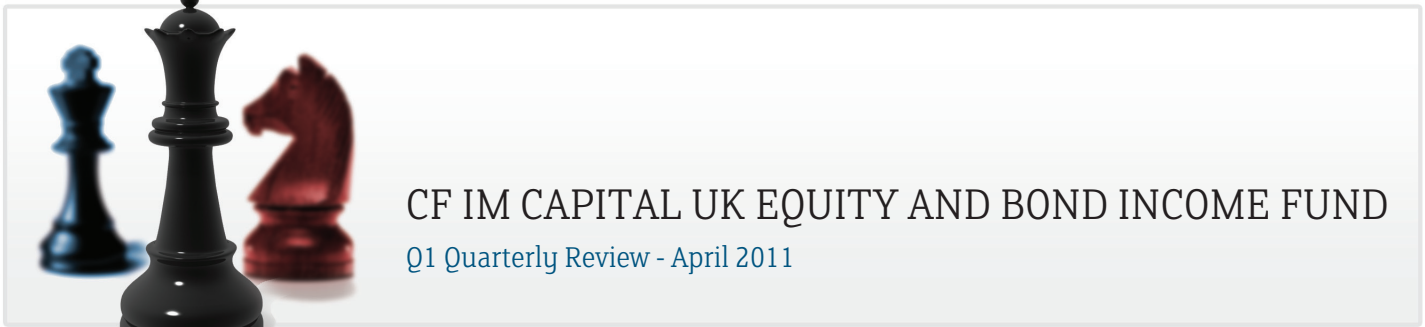 CF IM CAPITAL UK EQUITY AND BOND INCOME FUND
Q1 Quarterly Review - April 2011